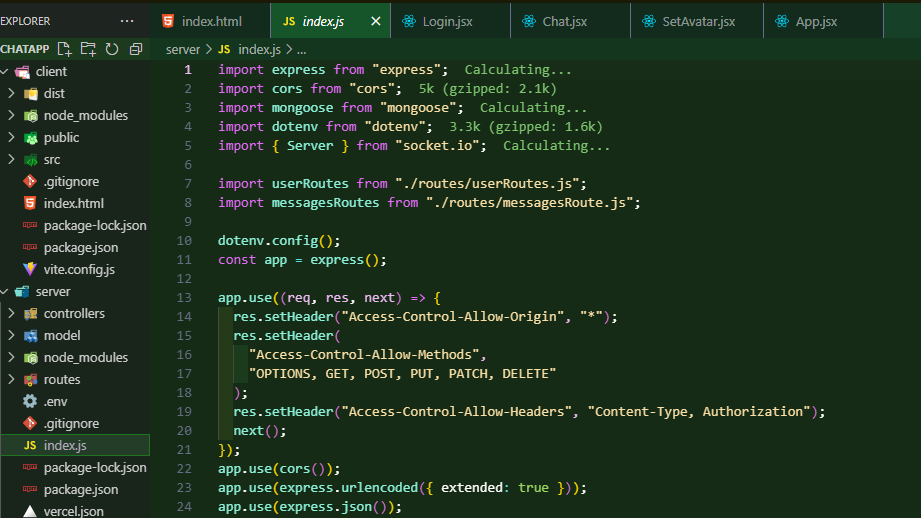 EXPLORER ...
index.html
JS index.js
Login.jsx
Chat.jsx
SetAvatar.jsx
App.jsx
CHATAPP
client
dist
node_modules
public
src
.gitignore
index.html
package-lock.json
package.json
vite.config.js
server
controllers
model
node_modules
routes
.env
.gitignore
JS index.js
package-lock.json
package.json
vercel.json
server > JS index.js > ...
1 import express from "express"; Calculating...
2 import cors from "cors"; 5k (gzipped: 2.1k)
3 import mongoose from "mongoose"; Calculating...
4 import dotenv from "dotenv"; 3.3k (gzipped: 1.6k)
5 import { Server } from "socket.io"; Calculating...
6
7 import userRoutes from "./routes/userRoutes.js";
8 import messagesRoutes from "./routes/messagesRoute.js";
9
10 dotenv.config();
11 const app = express();
12
13 app.use((req, res, next) => {
14 res.setHeader("Access-Control-Allow-Origin", "*");
15 res.setHeader(
16 "Access-Control-Allow-Methods",
17 "OPTIONS, GET, POST, PUT, PATCH, DELETE"
18 );
19 res.setHeader("Access-Control-Allow-Headers", "Content-Type, Authorization");
20 next();
21 });
22 app.use(cors());
23 app.use(express.urlencoded({ extended: true }));
24 app.use(express.json());